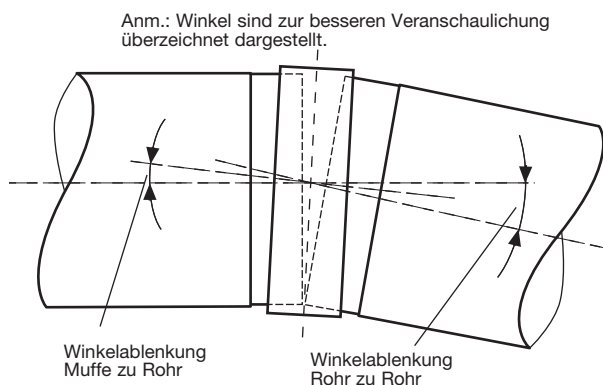 Anm.: Winkel sind zur besseren Veranschaulichung
überzeichnet dargestellt.
Winkelablenkung
Muffe zu Rohr
Winkelablenkung
Rohr zu Rohr